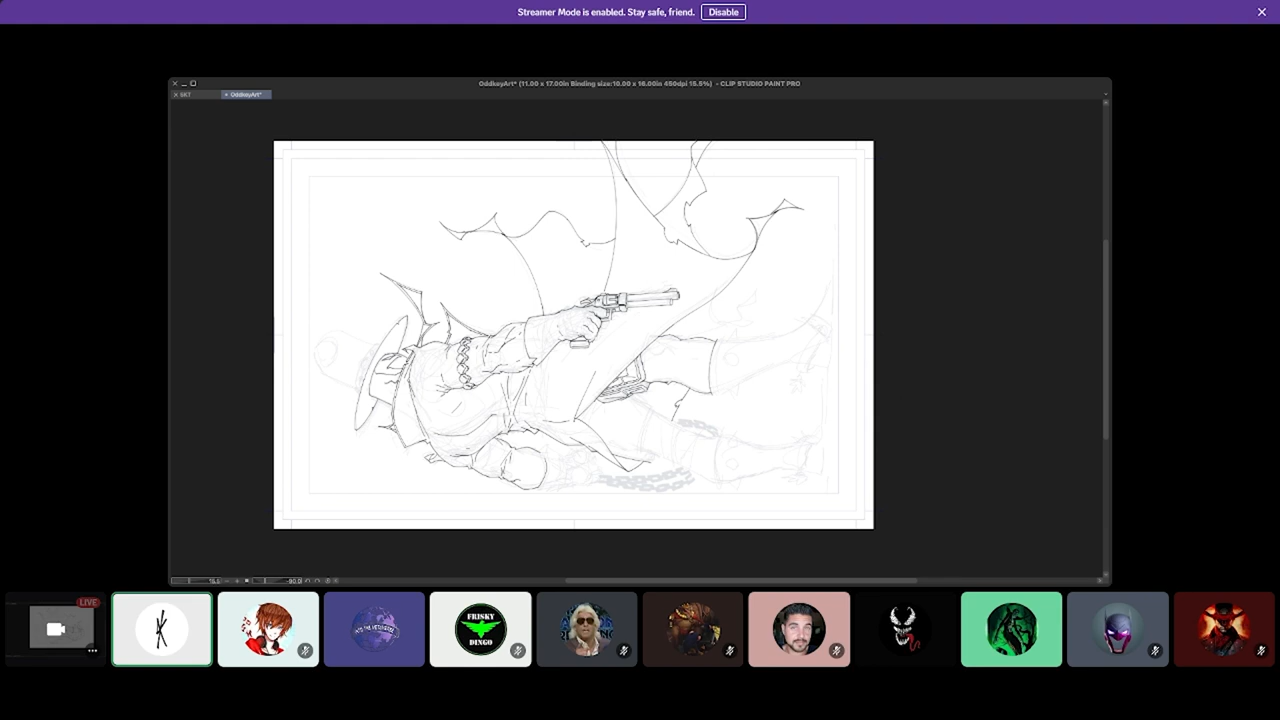 Streamer Mode is enabled. Stay safe, friend. Disable
OddkeyArt* (11.00 x 17.00in Binding size:10.00 x 16.00in 450dpi 15.5%) - CLIP STUDIO PAINT PRO
OddkeyArt*
LIVE
FRISKY
DINGO